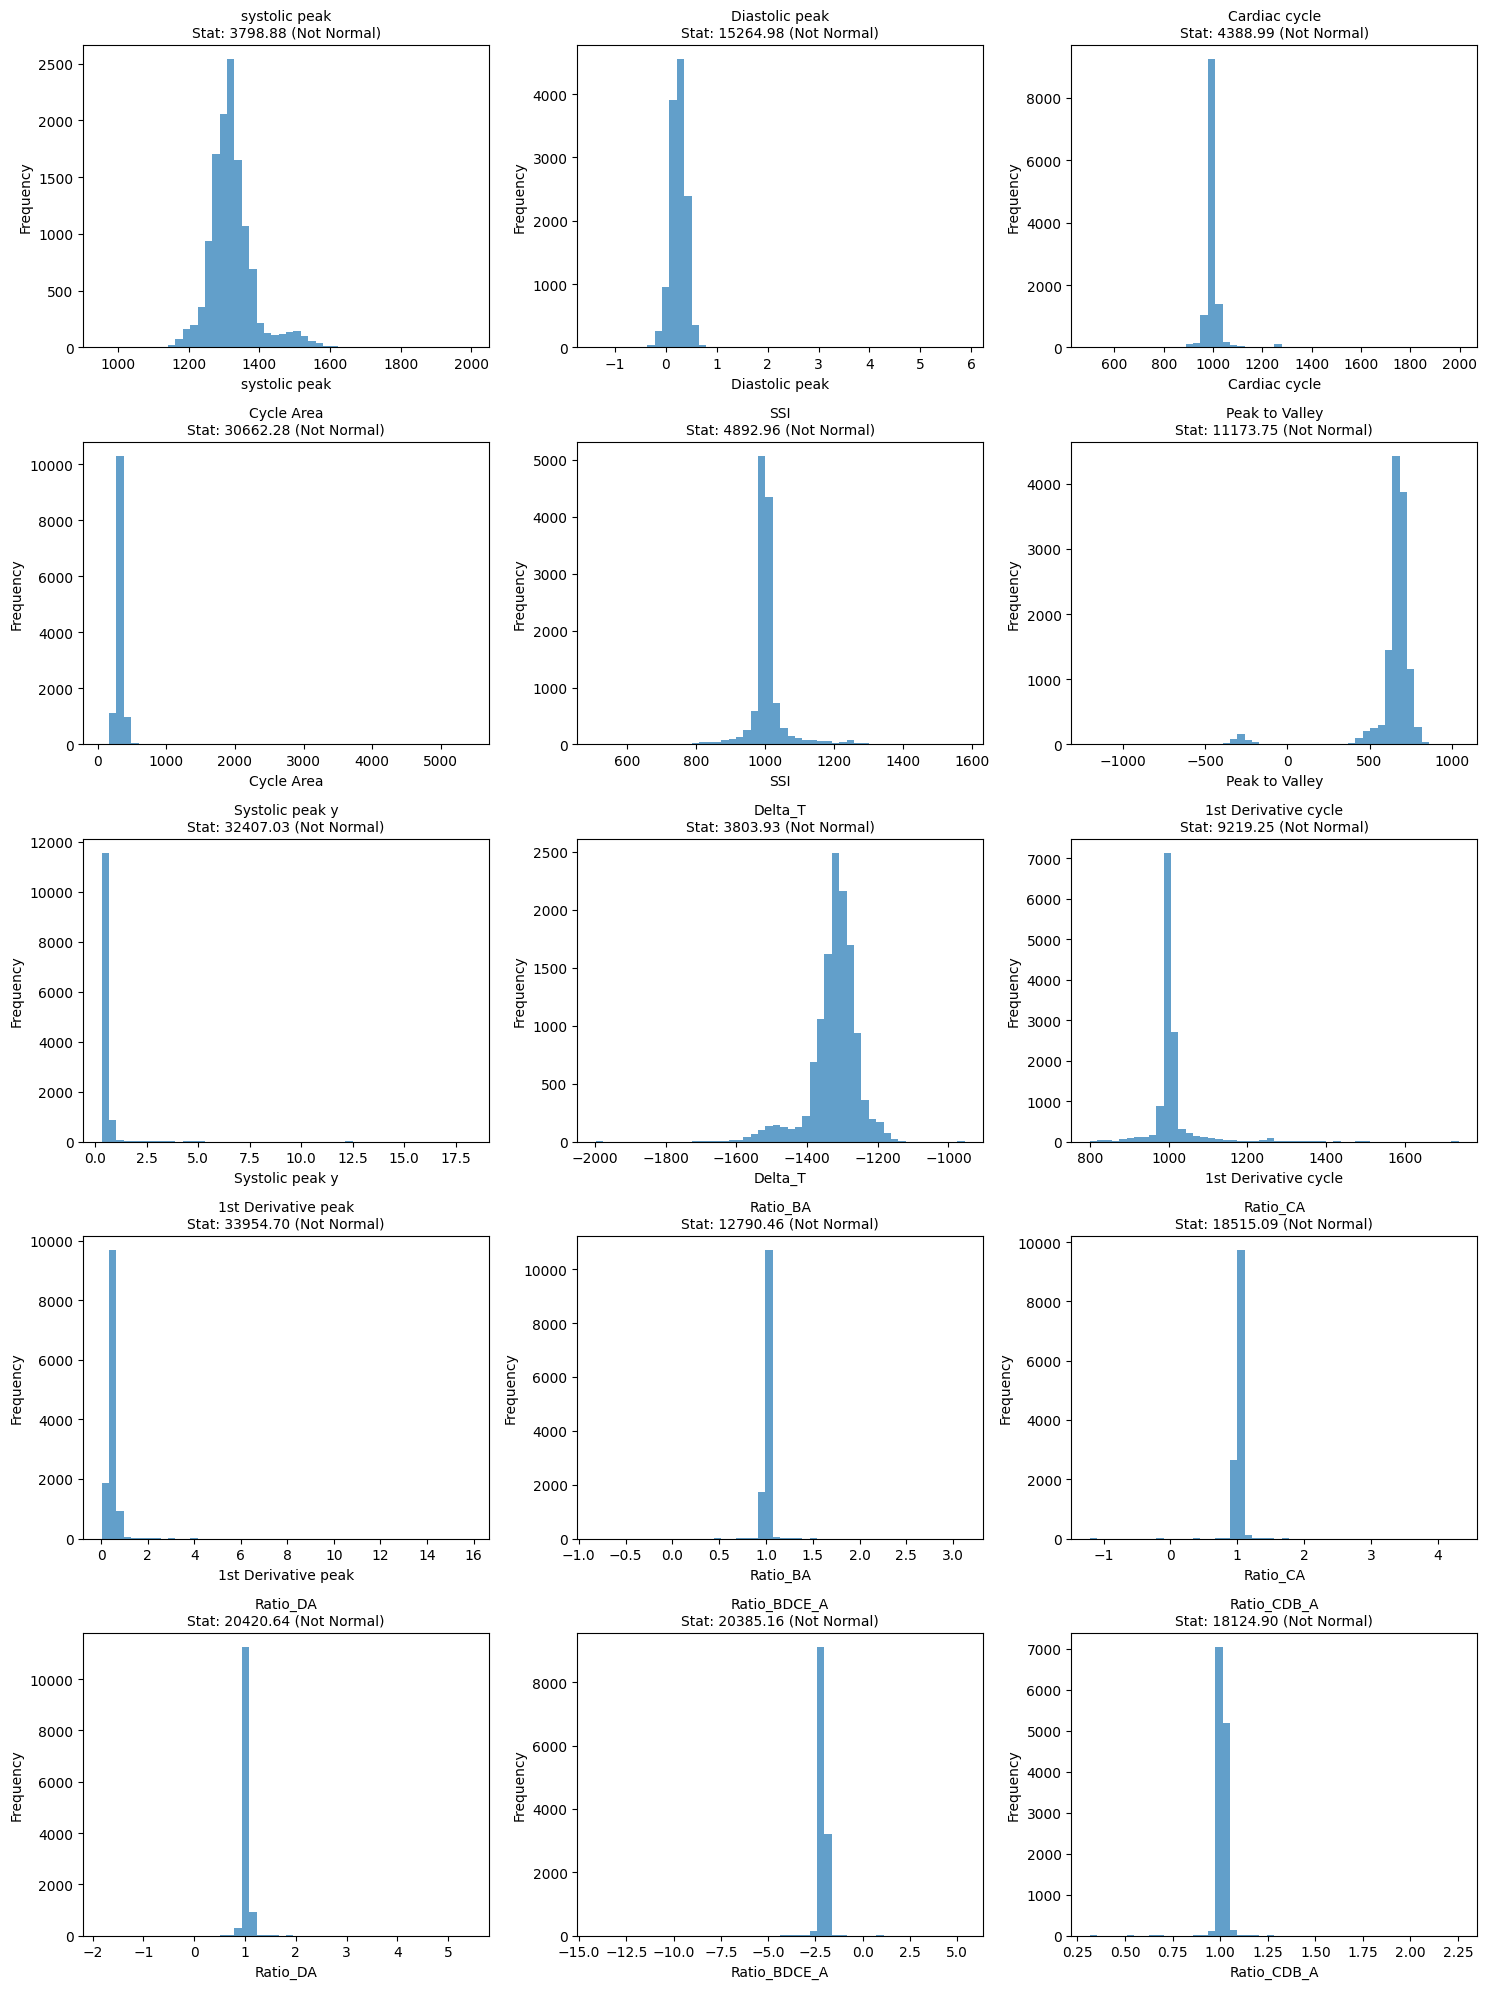 systolic peak
Stat: 3798.88 (Not Normal)
Frequency
2500
2000
1500
1000
500
0
1000 1200 1400 1600 1800 2000
systolic peak
Diastolic peak
Stat: 15264.98 (Not Normal)
Frequency
4000
3000
2000
1000
0
−1 0 1 2 3 4 5 6
Diastolic peak
Cardiac cycle
Stat: 4388.99 (Not Normal)
Frequency
8000
6000
4000
2000
0
600 800 1000 1200 1400 1600 1800 2000
Cardiac cycle
Cycle Area
Stat: 30662.28 (Not Normal)
Frequency
10000
8000
6000
4000
2000
0
0 1000 2000 3000 4000 5000
Cycle Area
SSI
Stat: 4892.96 (Not Normal)
Frequency
5000
4000
3000
2000
1000
0
600 800 1000 1200 1400 1600
SSI
Peak to Valley
Stat: 11173.75 (Not Normal)
Frequency
4000
3000
2000
1000
0
−1000 −500 0 500 1000
Peak to Valley
Systolic peak y
Stat: 32407.03 (Not Normal)
Frequency
12000
10000
8000
6000
4000
2000
0
0.0 2.5 5.0 7.5 10.0 12.5 15.0 17.5
Systolic peak y
Delta_T
Stat: 3803.93 (Not Normal)
Frequency
2500
2000
1500
1000
500
0
−2000 −1800 −1600 −1400 −1200 −1000
Delta_T
1st Derivative cycle
Stat: 9219.25 (Not Normal)
Frequency
7000
6000
5000
4000
3000
2000
1000
0
800 1000 1200 1400 1600
1st Derivative cycle
1st Derivative peak
Stat: 33954.70 (Not Normal)
Frequency
10000
8000
6000
4000
2000
0
0 2 4 6 8 10 12 14 16
1st Derivative peak
Ratio_BA
Stat: 12790.46 (Not Normal)
Frequency
10000
8000
6000
4000
2000
0
−1.0 −0.5 0.0 0.5 1.0 1.5 2.0 2.5 3.0
Ratio_BA
Ratio_CA
Stat: 18515.09 (Not Normal)
Frequency
10000
8000
6000
4000
2000
0
−1 0 1 2 3 4
Ratio_CA
Ratio_DA
Stat: 20420.64 (Not Normal)
Frequency
10000
8000
6000
4000
2000
0
−2 −1 0 1 2 3 4 5
Ratio_DA
Ratio_BDCE_A
Stat: 20385.16 (Not Normal)
Frequency
8000
6000
4000
2000
0
−15.0 −12.5 −10.0 −7.5 −5.0 −2.5 0.0 2.5 5.0
Ratio_BDCE_A
Ratio_CDB_A
Stat: 18124.90 (Not Normal)
Frequency
7000
6000
5000
4000
3000
2000
1000
0
0.25 0.50 0.75 1.00 1.25 1.50 1.75 2.00 2.25
Ratio_CDB_A